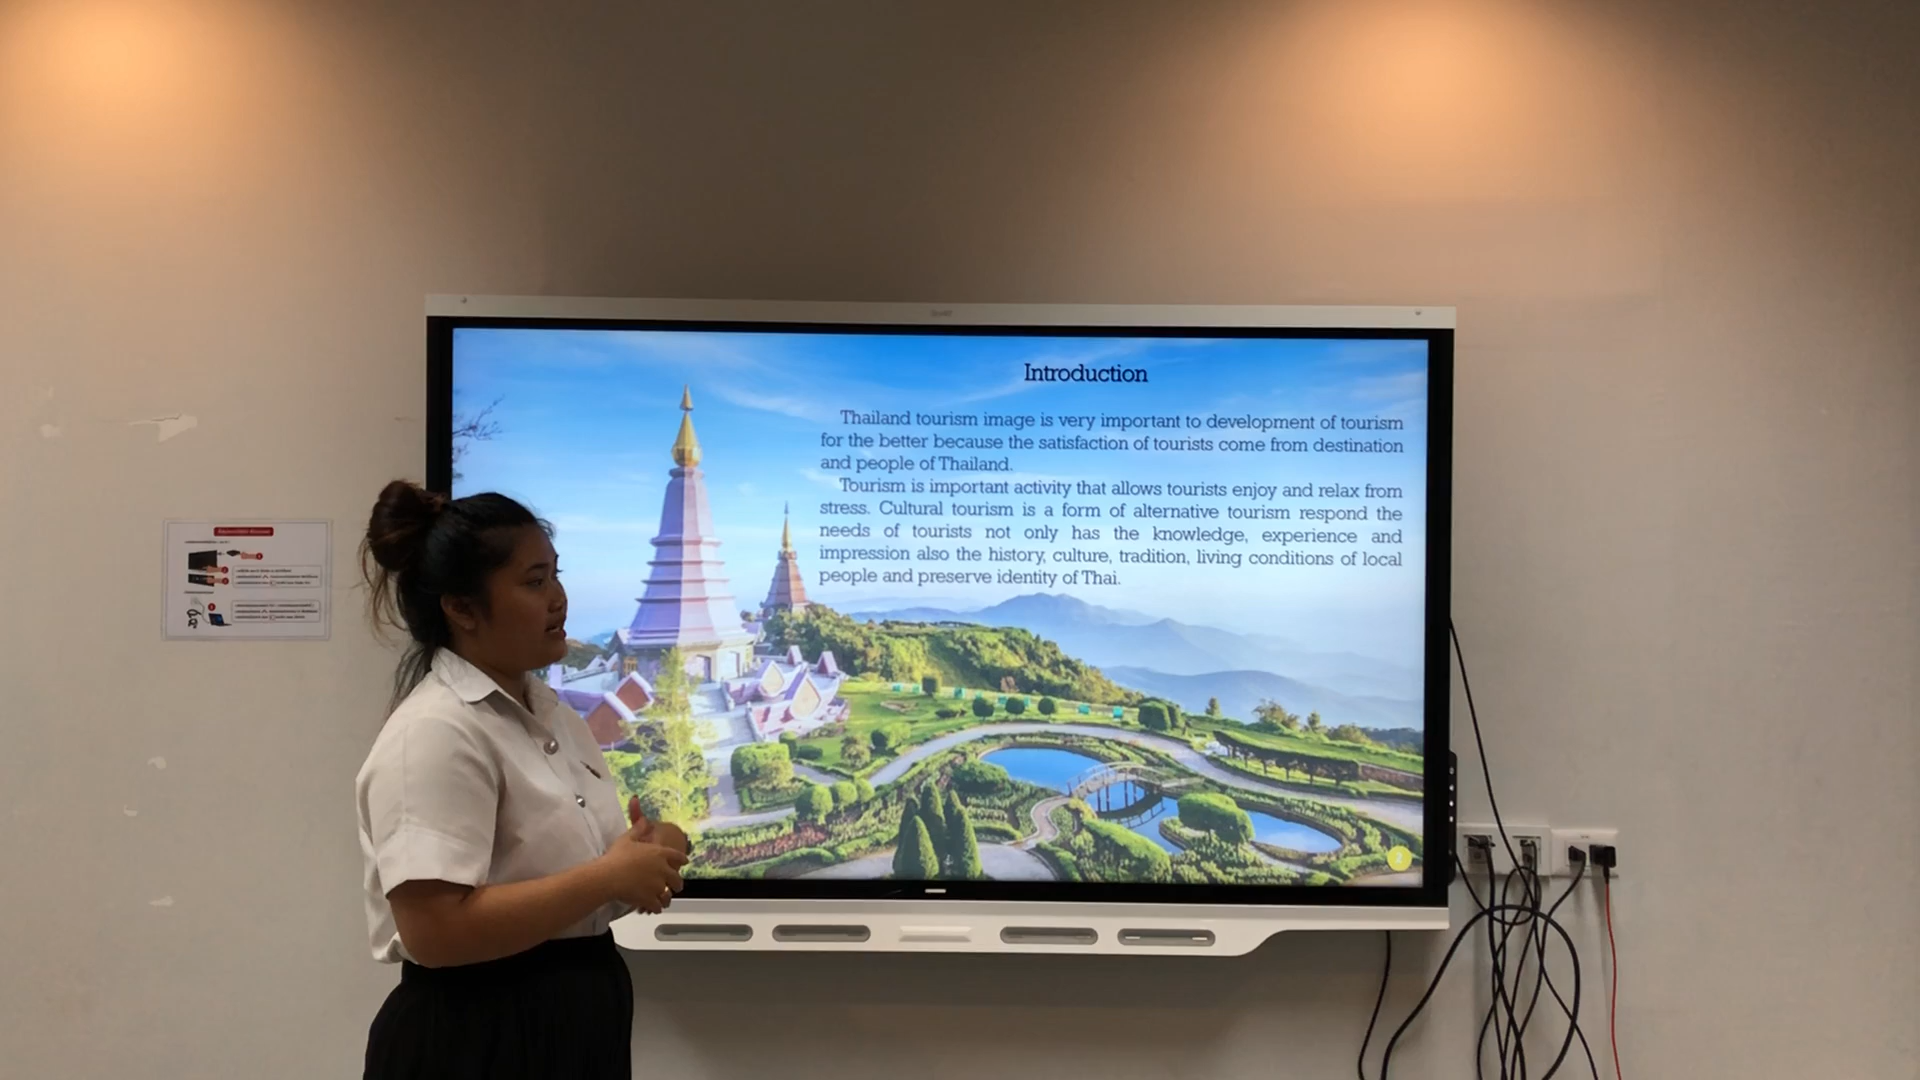 Introduction
Thailand tourism image is very important to development of tourism
for the better because the satisfaction of tourists come from destination
and people of Thailand.
Tourism is important activity that allows tourists enjoy and relax from
stress. Cultural tourism is a form of alternative tourism respond the
needs of tourists not only has the knowledge, experience and
impression also the history, culture, tradition, living conditions of local
people and preserve identity of Thai.
2